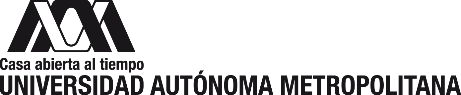 Casa abierta al tiempo
UNIVERSIDAD AUTÓNOMA METROPOLITANA